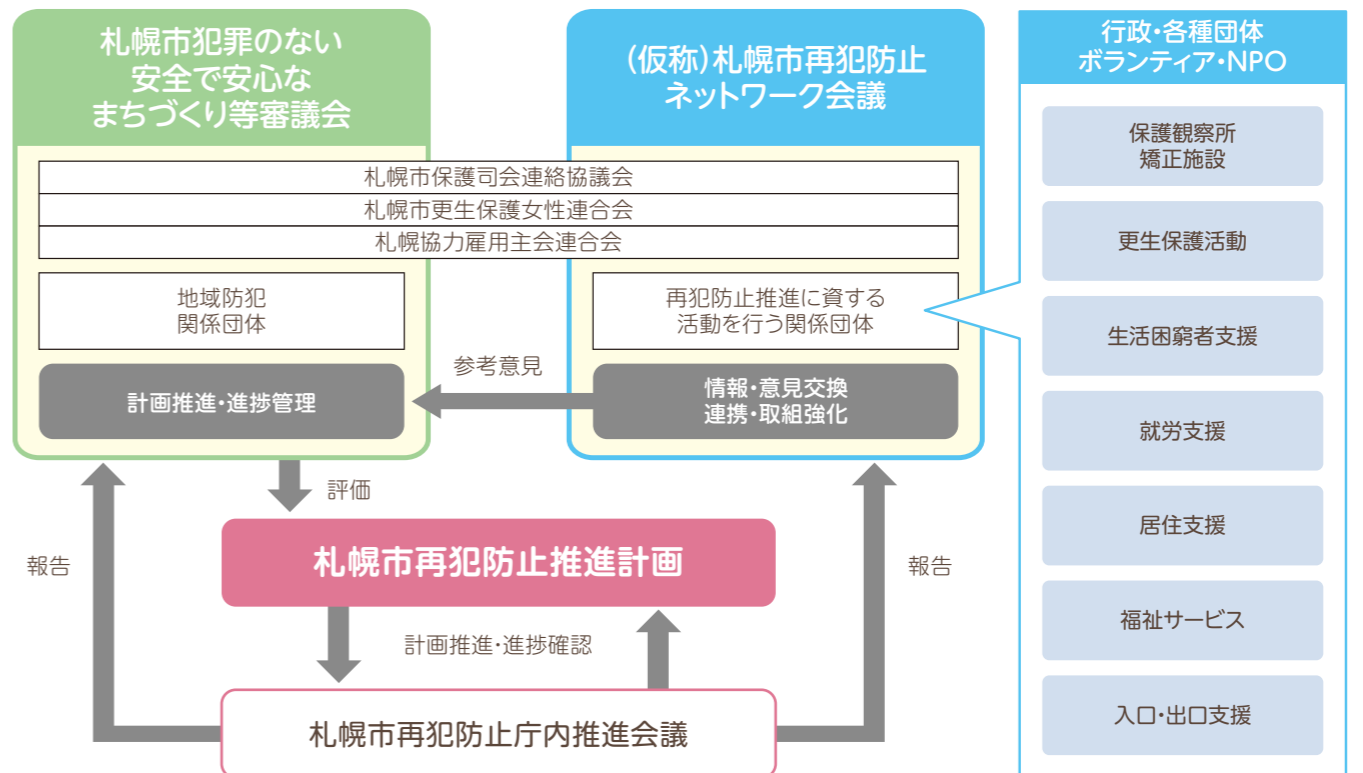 札幌市犯罪のない
安全で安心な
まちづくり等審議会
(仮称)札幌市再犯防止
ネットワーク会議
札幌市保護司会連絡協議会
札幌市更生保護女性連合会
札幌協力雇用主会連合会
地域防犯
関係団体
再犯防止推進に資する
活動を行う関係団体
計画推進・進捗管理
参考意見
情報・意見交換
連携・取組強化
評価
札幌市再犯防止推進計画
報告
報告
計画推進・進捗確認
札幌市再犯防止庁内推進会議
行政・各種団体
ボランティア・NPO
保護観察所
矯正施設
更生保護活動
生活困窮者支援
就労支援
居住支援
福祉サービス
入口・出口支援